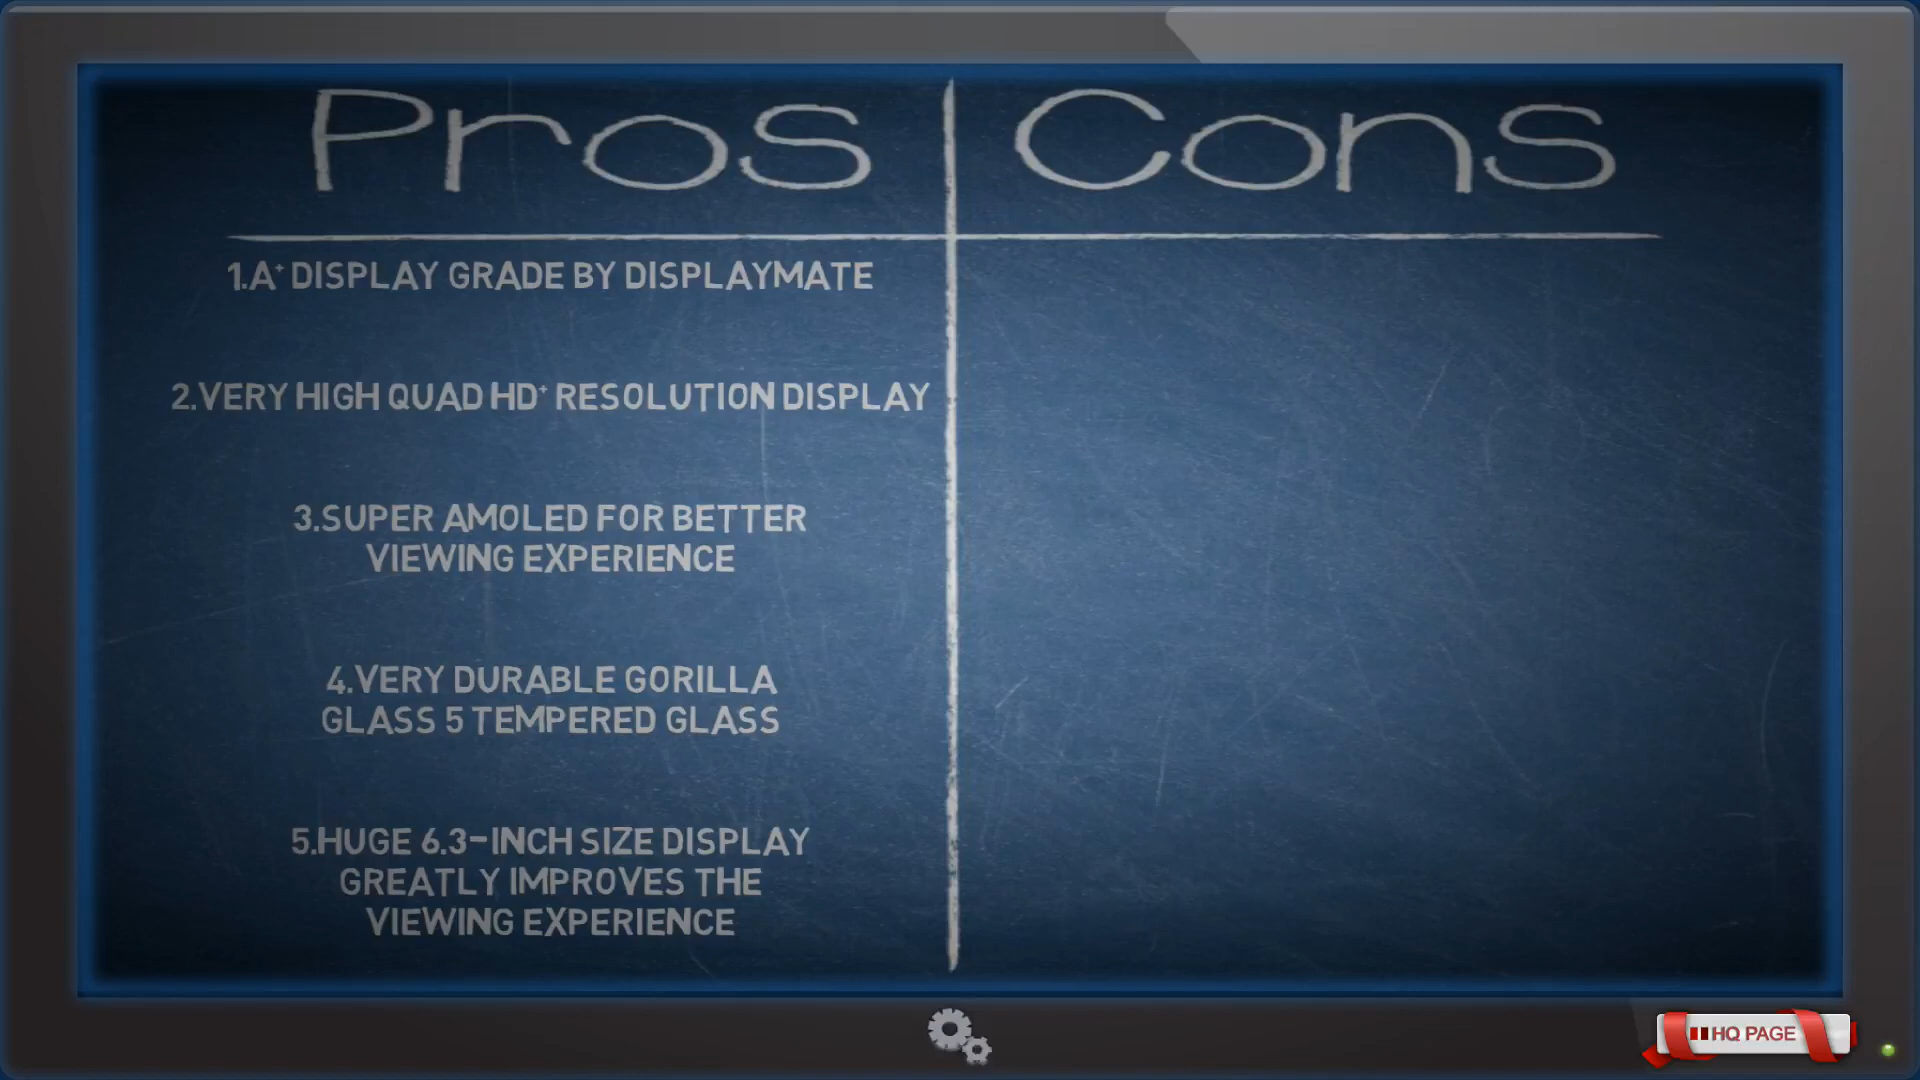 Pros
Cons
1.A+ DISPLAY GRADE BY DISPLAYMATE
2.VERY HIGH QUAD HD+ RESOLUTION DISPLAY
3.SUPER AMOLED FOR BETTER
VIEWING EXPERIENCE
4.VERY DURABLE GORILLA
GLASS 5 TEMPERED GLASS
5.HUGE 6.3-INCH SIZE DISPLAY
GREATLY IMPROVES THE
VIEWING EXPERIENCE
HQ PAGE